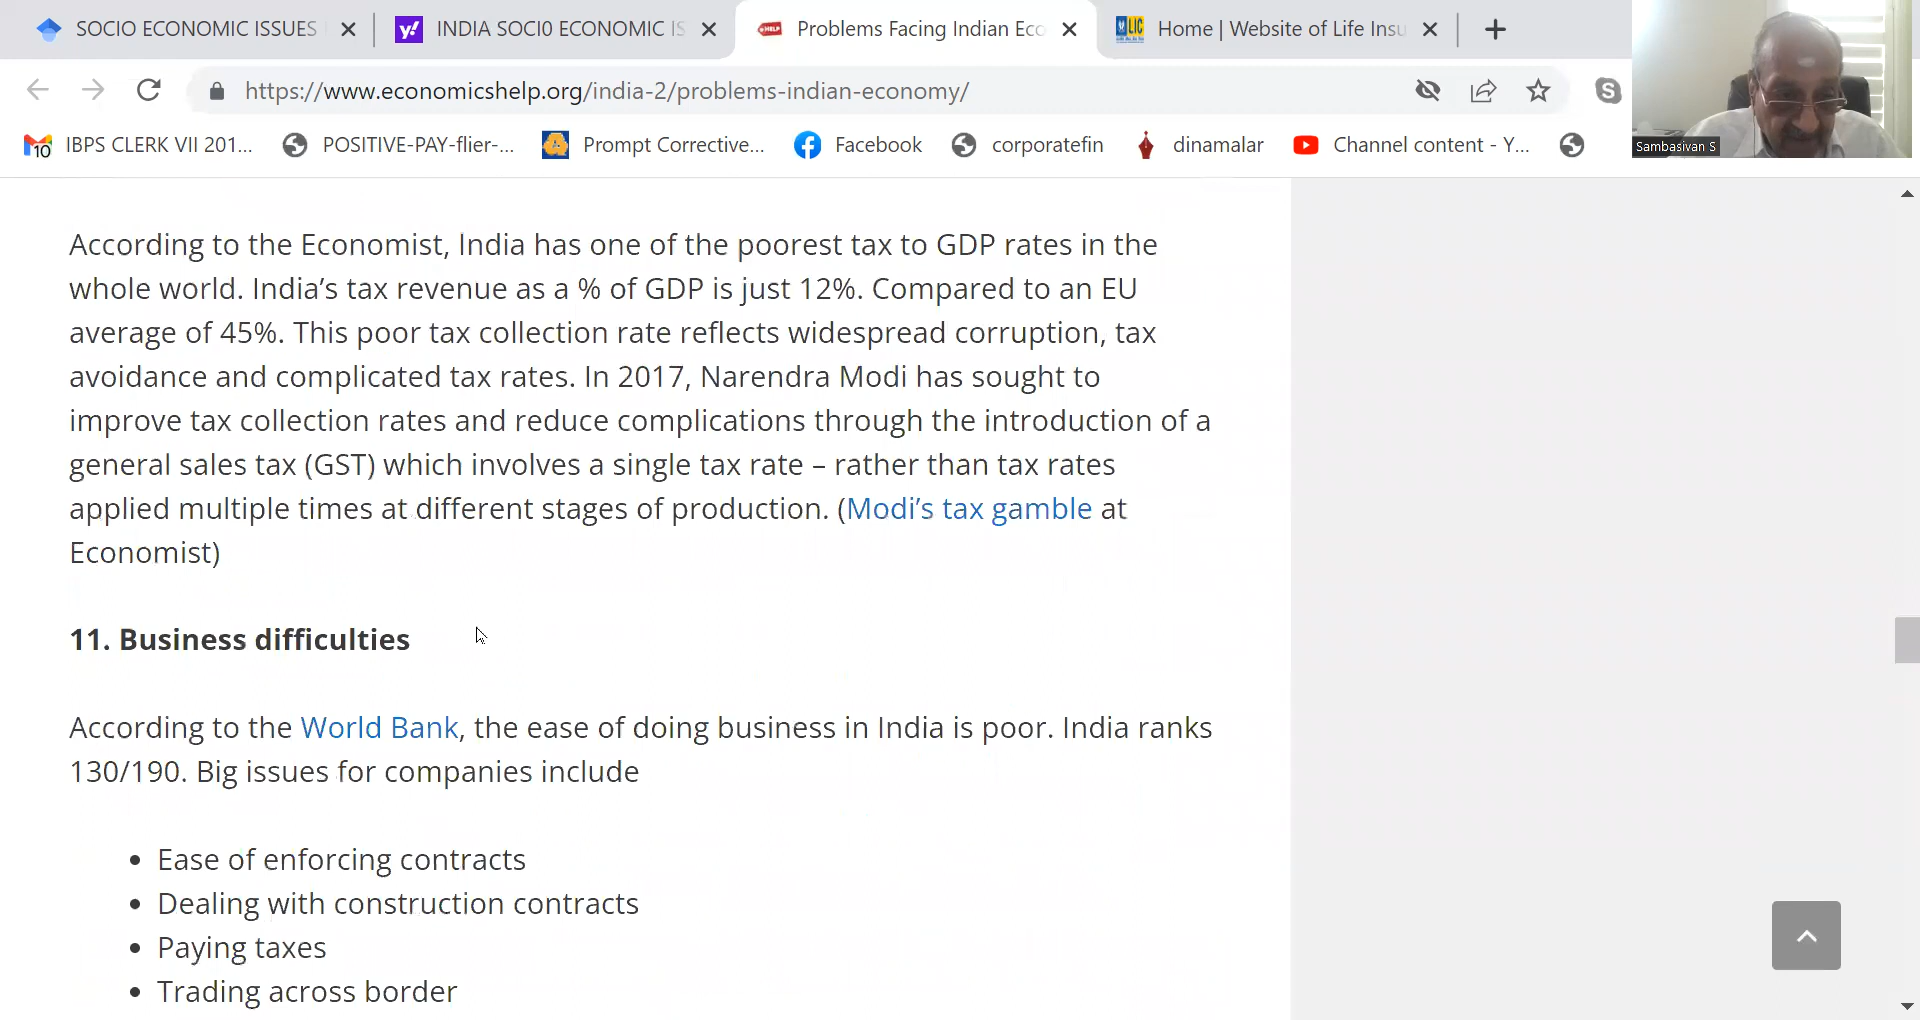 SOCIO ECONOMIC ISSUES
INDIA SOCI0 ECONOMIC IS
Problems Facing Indian Eco
Home | Website of Life Insu
https://www.economicshelp.org/india-2/problems-indian-economy/
IBPS CLERK VII 201...
POSITIVE-PAY-flier-...
Prompt Corrective...
Facebook
corporatefin
dinamalar
Channel content - Y...
Sambasivan S
According to the Economist, India has one of the poorest tax to GDP rates in the
whole world. India’s tax revenue as a % of GDP is just 12%. Compared to an EU
average of 45%. This poor tax collection rate reflects widespread corruption, tax
avoidance and complicated tax rates. In 2017, Narendra Modi has sought to
improve tax collection rates and reduce complications through the introduction of a
general sales tax (GST) which involves a single tax rate – rather than tax rates
applied multiple times at different stages of production. (Modi’s tax gamble at
Economist)
11. Business difficulties
According to the World Bank, the ease of doing business in India is poor. India ranks
130/190. Big issues for companies include
• Ease of enforcing contracts
• Dealing with construction contracts
• Paying taxes
• Trading across border